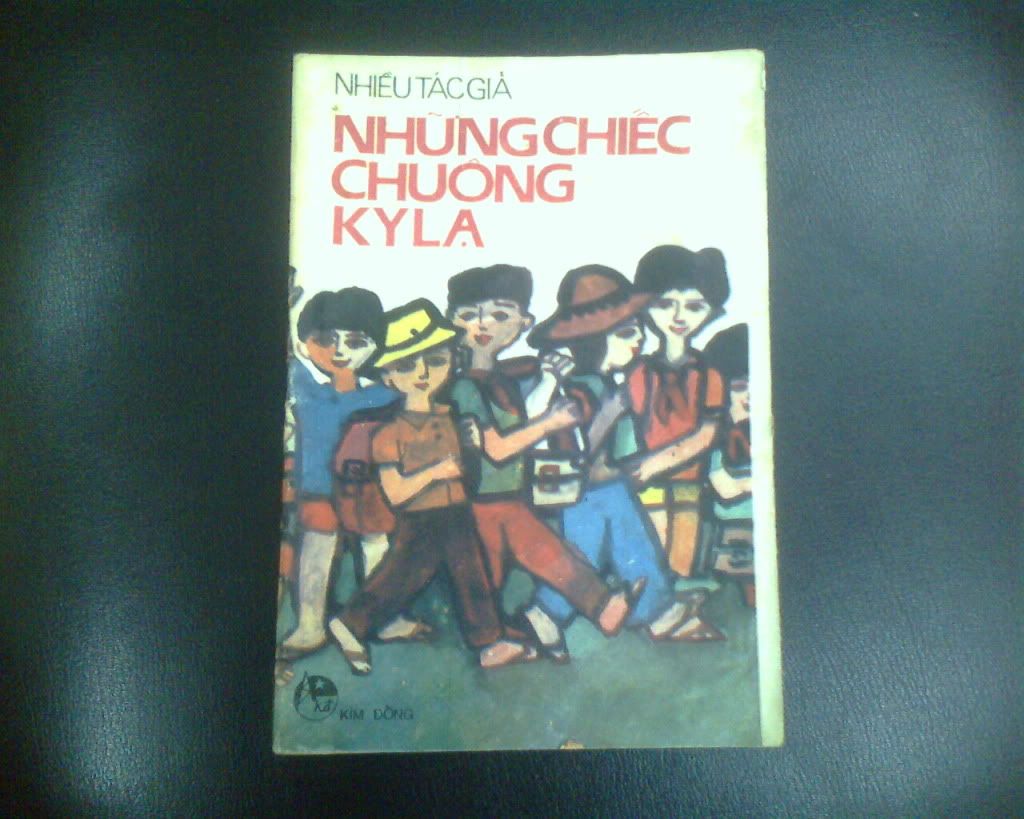 NHIỀU TÁC GIẢ
NHỮNG CHIẾC
CHUÔNG
KỲ LẠ
KIM ĐỒNG